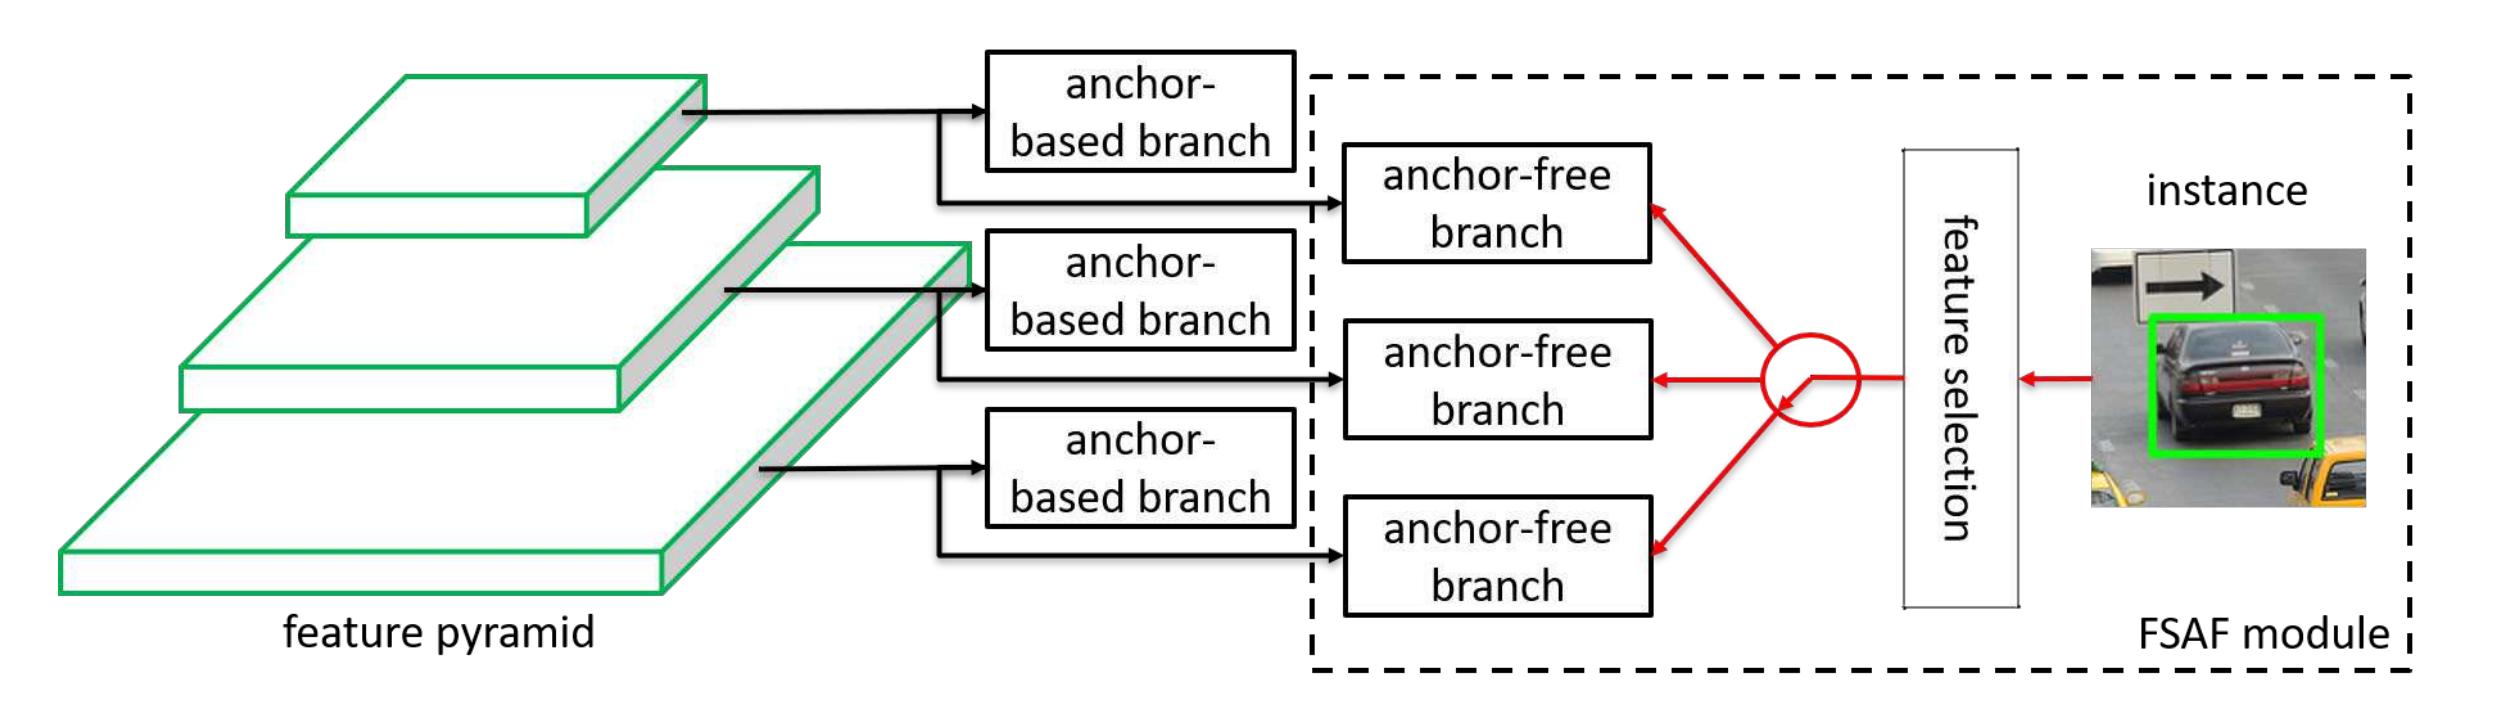 anchor-
based branch
anchor-free
branch
anchor-
based branch
anchor-free
branch
anchor-
based branch
anchor-free
branch
feature selection
instance
feature pyramid
FSAF module